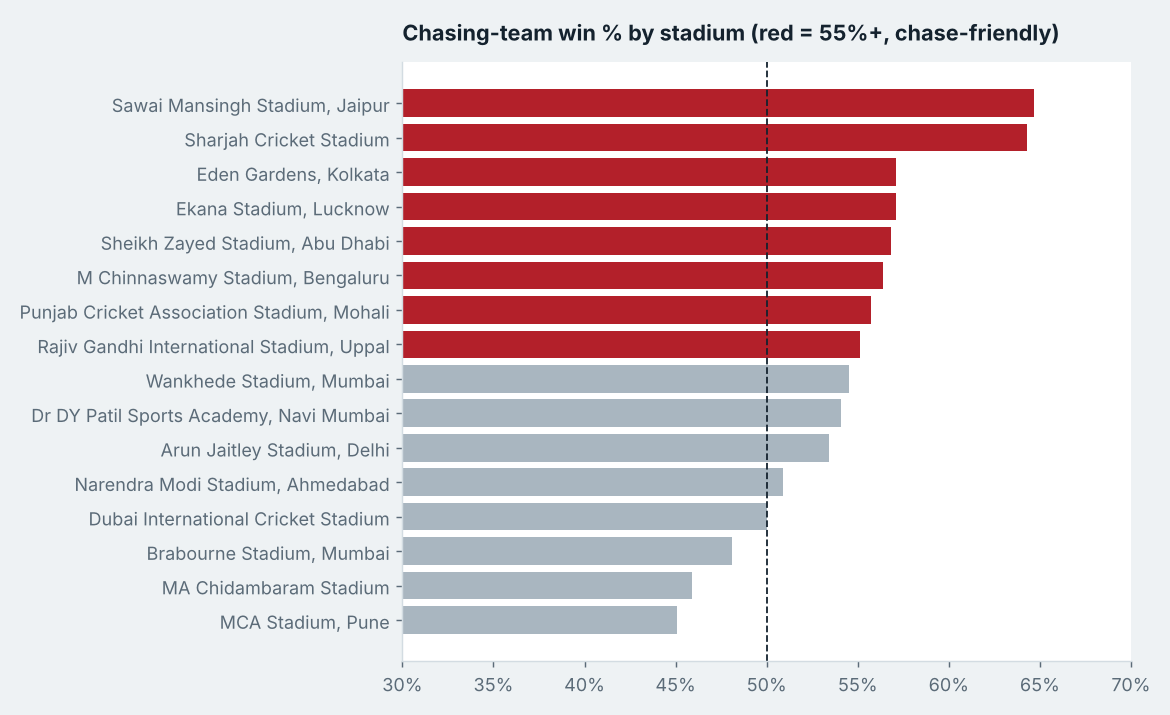 Chasing-team win % by stadium (red = 55%+, chase-friendly)
Sawai Mansingh Stadium, Jaipur
Sharjah Cricket Stadium
Eden Gardens, Kolkata
Ekana Stadium, Lucknow
Sheikh Zayed Stadium, Abu Dhabi
M Chinnaswamy Stadium, Bengaluru
Punjab Cricket Association Stadium, Mohali
Rajiv Gandhi International Stadium, Uppal
Wankhede Stadium, Mumbai
Dr DY Patil Sports Academy, Navi Mumbai
Arun Jaitley Stadium, Delhi
Narendra Modi Stadium, Ahmedabad
Dubai International Cricket Stadium
Brabourne Stadium, Mumbai
MA Chidambaram Stadium
MCA Stadium, Pune
30% 35% 40% 45% 50% 55% 60% 65% 70%